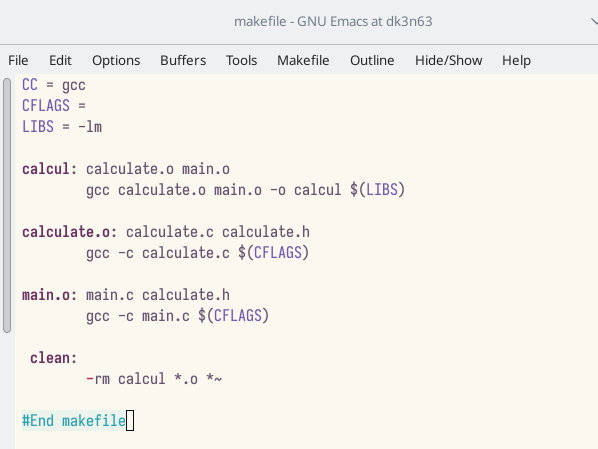 makefile - GNU Emacs at dk3n63
File Edit Options Buffers Tools Makefile Outline Hide/Show Help
CC = gcc
CFLAGS =
LIBS = -lm
calcul: calculate.o main.o
gcc calculate.o main.o -o calcul $(LIBS)
calculate.o: calculate.c calculate.h
gcc -c calculate.c $(CFLAGS)
main.o: main.c calculate.h
gcc -c main.c $(CFLAGS)
clean:
-rm calcul *.o *~
#End makefile